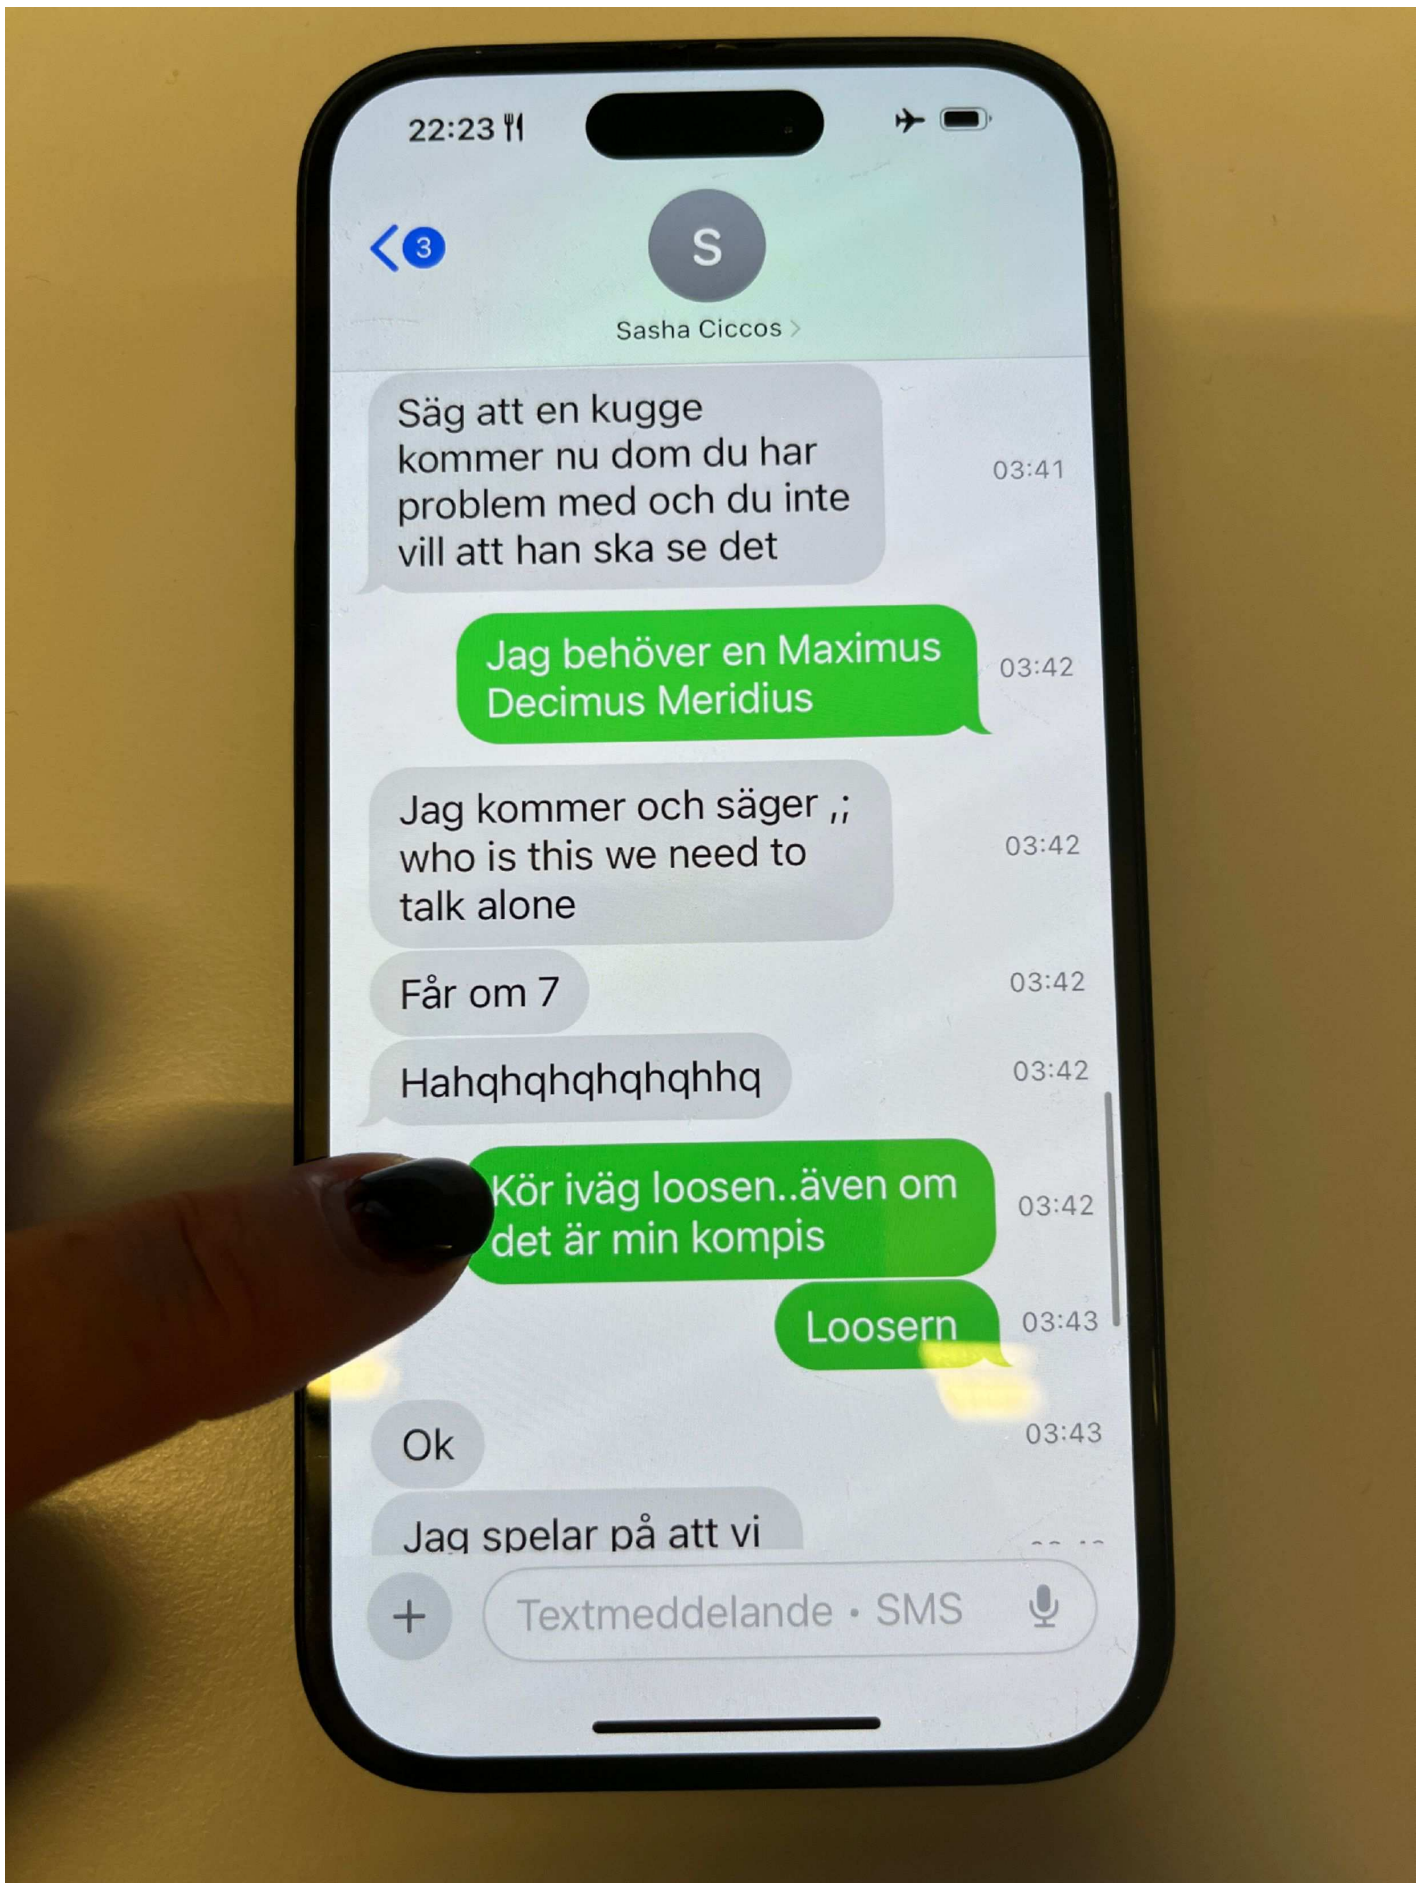 22:23
3
S
Sasha Ciccos
Säg att en kugge
kommer nu dom du har
problem med och du inte
vill att han ska se det
03:41
Jag behöver en Maximus
Decimus Meridius
03:42
Jag kommer och säger ,;
who is this we need to
talk alone
03:42
Får om 7
03:42
Hahqhqhqhqhqhhq
03:42
Kör iväg loosen..även om
det är min kompis
03:42
Loosern
03:43
Ok
03:43
Jag spelar på att vi
Textmeddelande • SMS